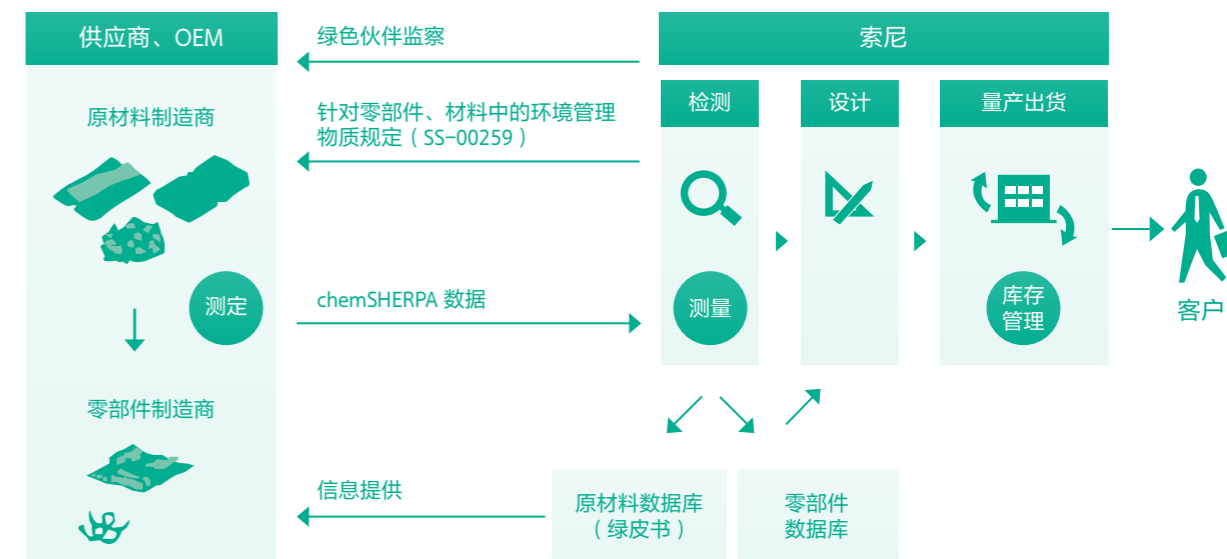 供应商、OEM
绿色伙伴监察
索尼
原材料制造商
针对零部件、材料中的环境管理
物质规定（SS-00259）
检测
设计
量产出货
测定
chemSHERPA 数据
测量
库存
管理
客户
零部件制造商
信息提供
原材料数据库
（绿皮书）
零部件
数据库